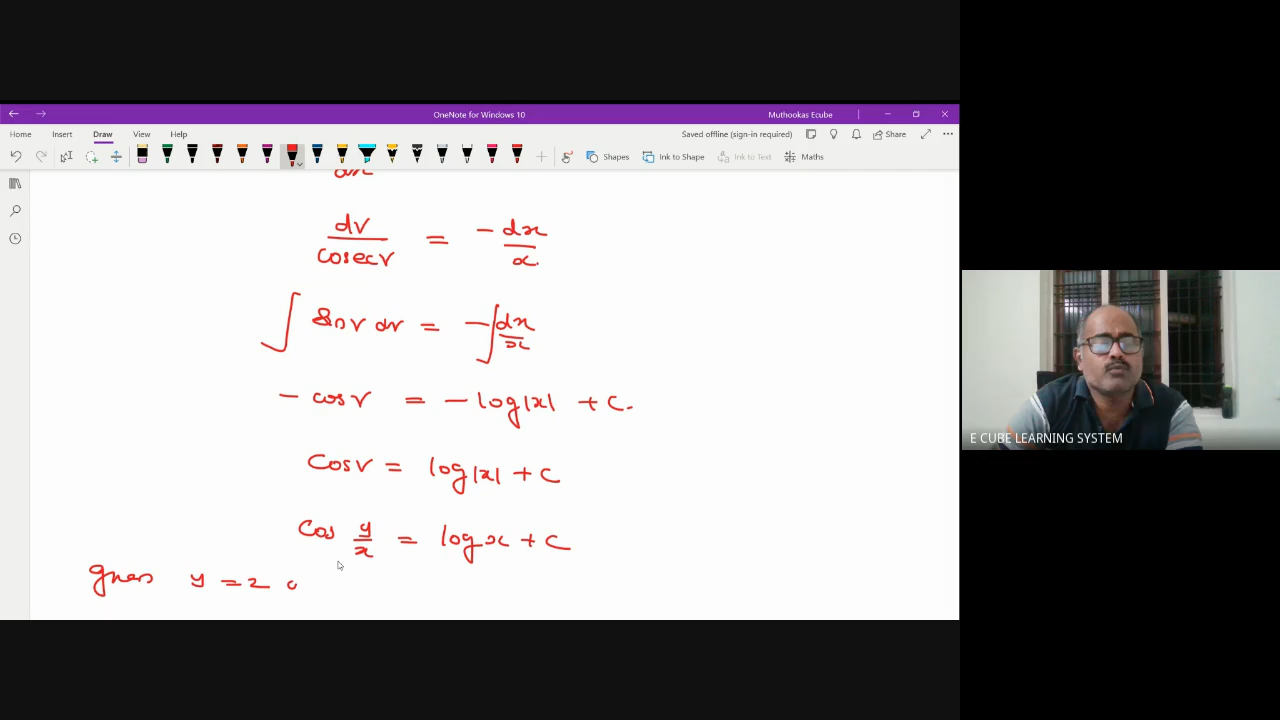 OneNote for Windows 10
Muthookas Ecube
Home Insert Draw View Help
Saved offline (sign-in required)
Share
Shapes
Ink to Shape
Ink to Text
Maths
dx
dv/cosecv = -dx/x.
∫ Sinv dv = -∫dx/x
- cosv = - log|x| + c.
Cosv = log|x| + c
Cos y/x = logx + c
y = 2
E CUBE LEARNING SYSTEM